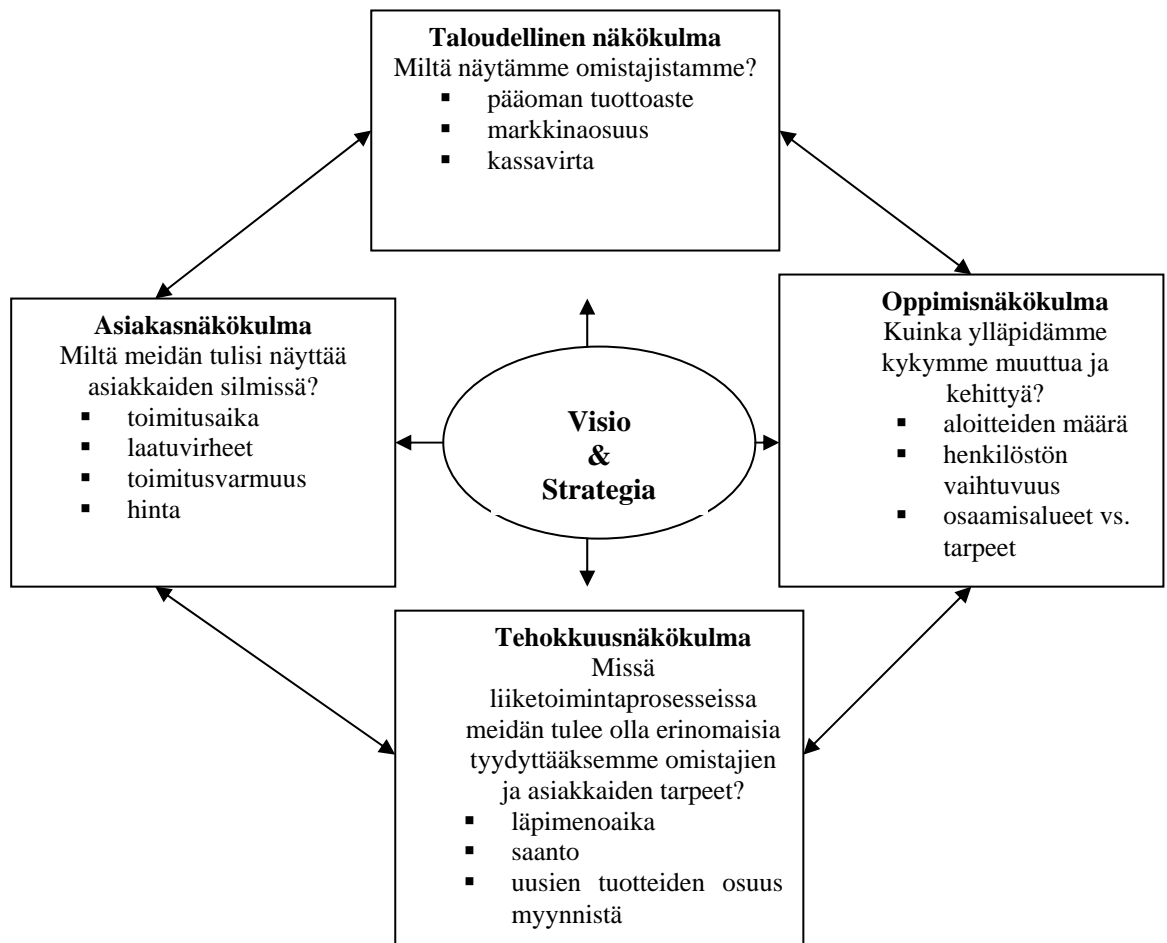 Taloudellinen näkökulma
Miltä näytämme omistajistamme?
▪ pääoman tuottoaste
▪ markkinaosuus
▪ kassavirta
Asiakasnäkökulma
Miltä meidän tulisi näyttää
asiakkaiden silmissä?
▪ toimitusaika
▪ laatuvirheet
▪ toimitusvarmuus
▪ hinta
Visio
&
Strategia
Oppimisnäkökulma
Kuinka ylläpidämme
kykymme muuttua ja
kehittyä?
▪ aloitteiden määrä
▪ henkilöstön
vaihtuvuus
▪ osaamisalueet vs.
tarpeet
Tehokkuusnäkökulma
Missä
liiketoimintaprosesseissa
meidän tulee olla erinomaisia
tyydyttääksemme omistajien
ja asiakkaiden tarpeet?
▪ läpimenoaika
▪ saanto
▪ uusien tuotteiden osuus
myynnistä